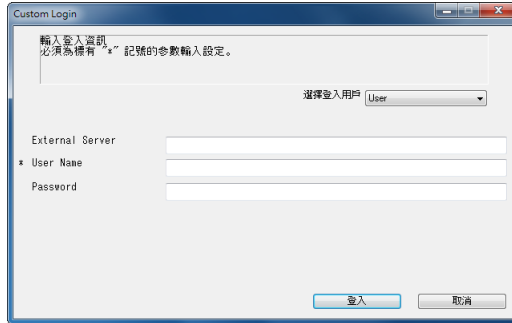 Custom Login
輸入登入資訊
必須為標有 "*" 記號的參數輸入設定。
選擇登入用戶 User
External Server
* User Name
Password
登入 取消